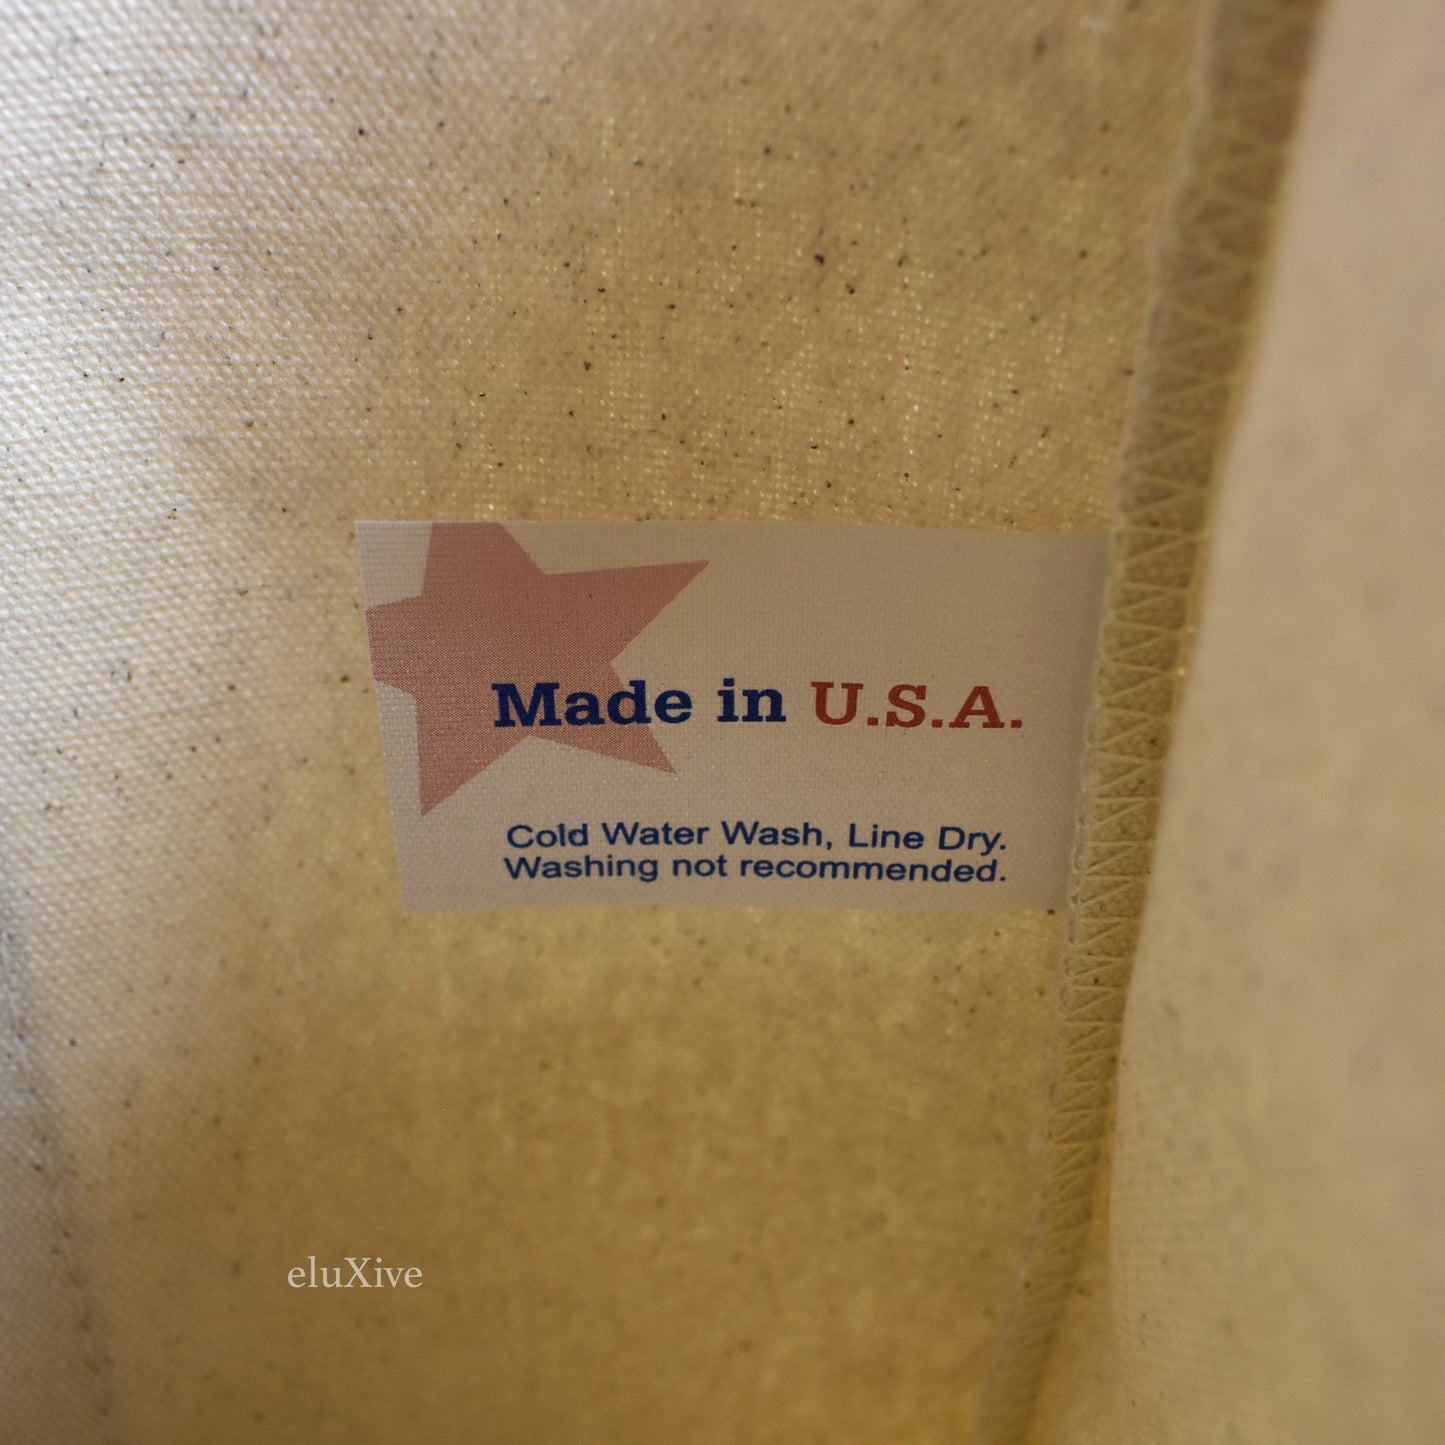 Made in U.S.A.
Cold Water Wash, Line Dry.
Washing not recommended.
eluXive